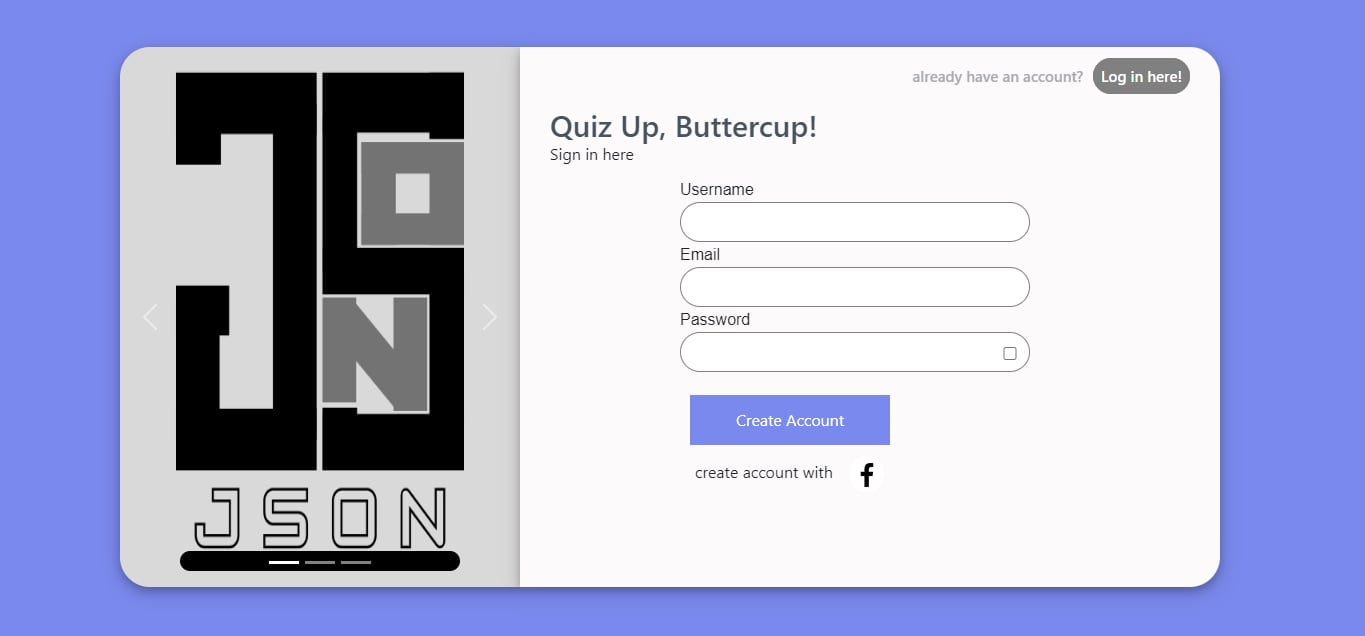 JSON
JSON
already have an account? Log in here!
Quiz Up, Buttercup!
Sign in here
Username
Email
Password
Create Account
create account with f